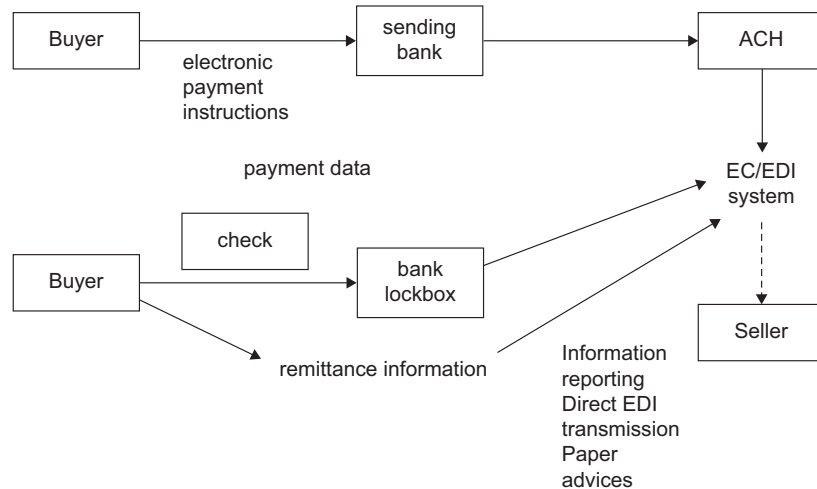 Buyer
sending
bank
ACH
electronic
payment
instructions
payment data
EC/EDI
system
check
Buyer
bank
lockbox
Seller
remittance information
Information
reporting
Direct EDI
transmission
Paper
advices